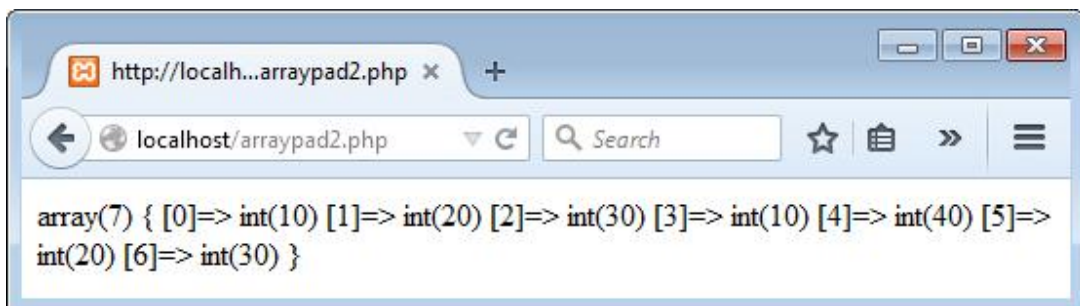 http://localh...arraypad2.php
localhost/arraypad2.php
Search
array(7) { [0]=> int(10) [1]=> int(20) [2]=> int(30) [3]=> int(10) [4]=> int(40) [5]=>
int(20) [6]=> int(30) }